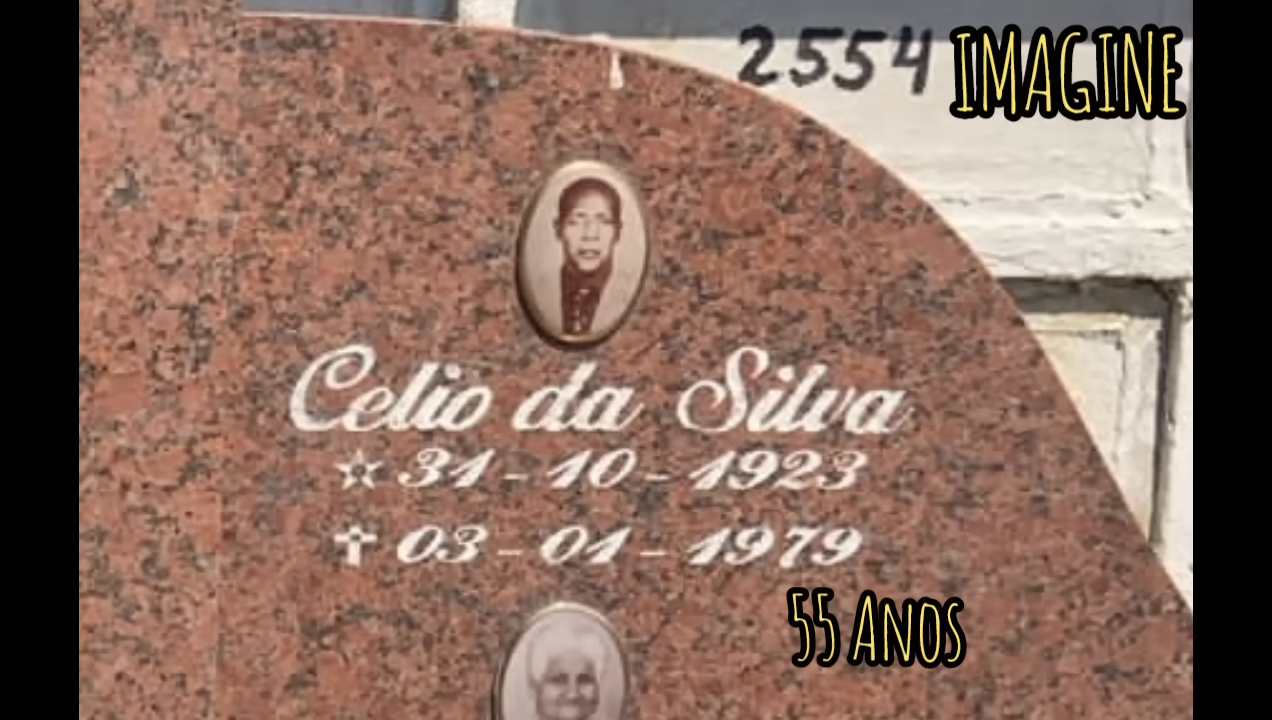 2554
IMAGINE
Celio da Silva
☆ 31-10-1923
✝ 03-01-1979
55 Anos